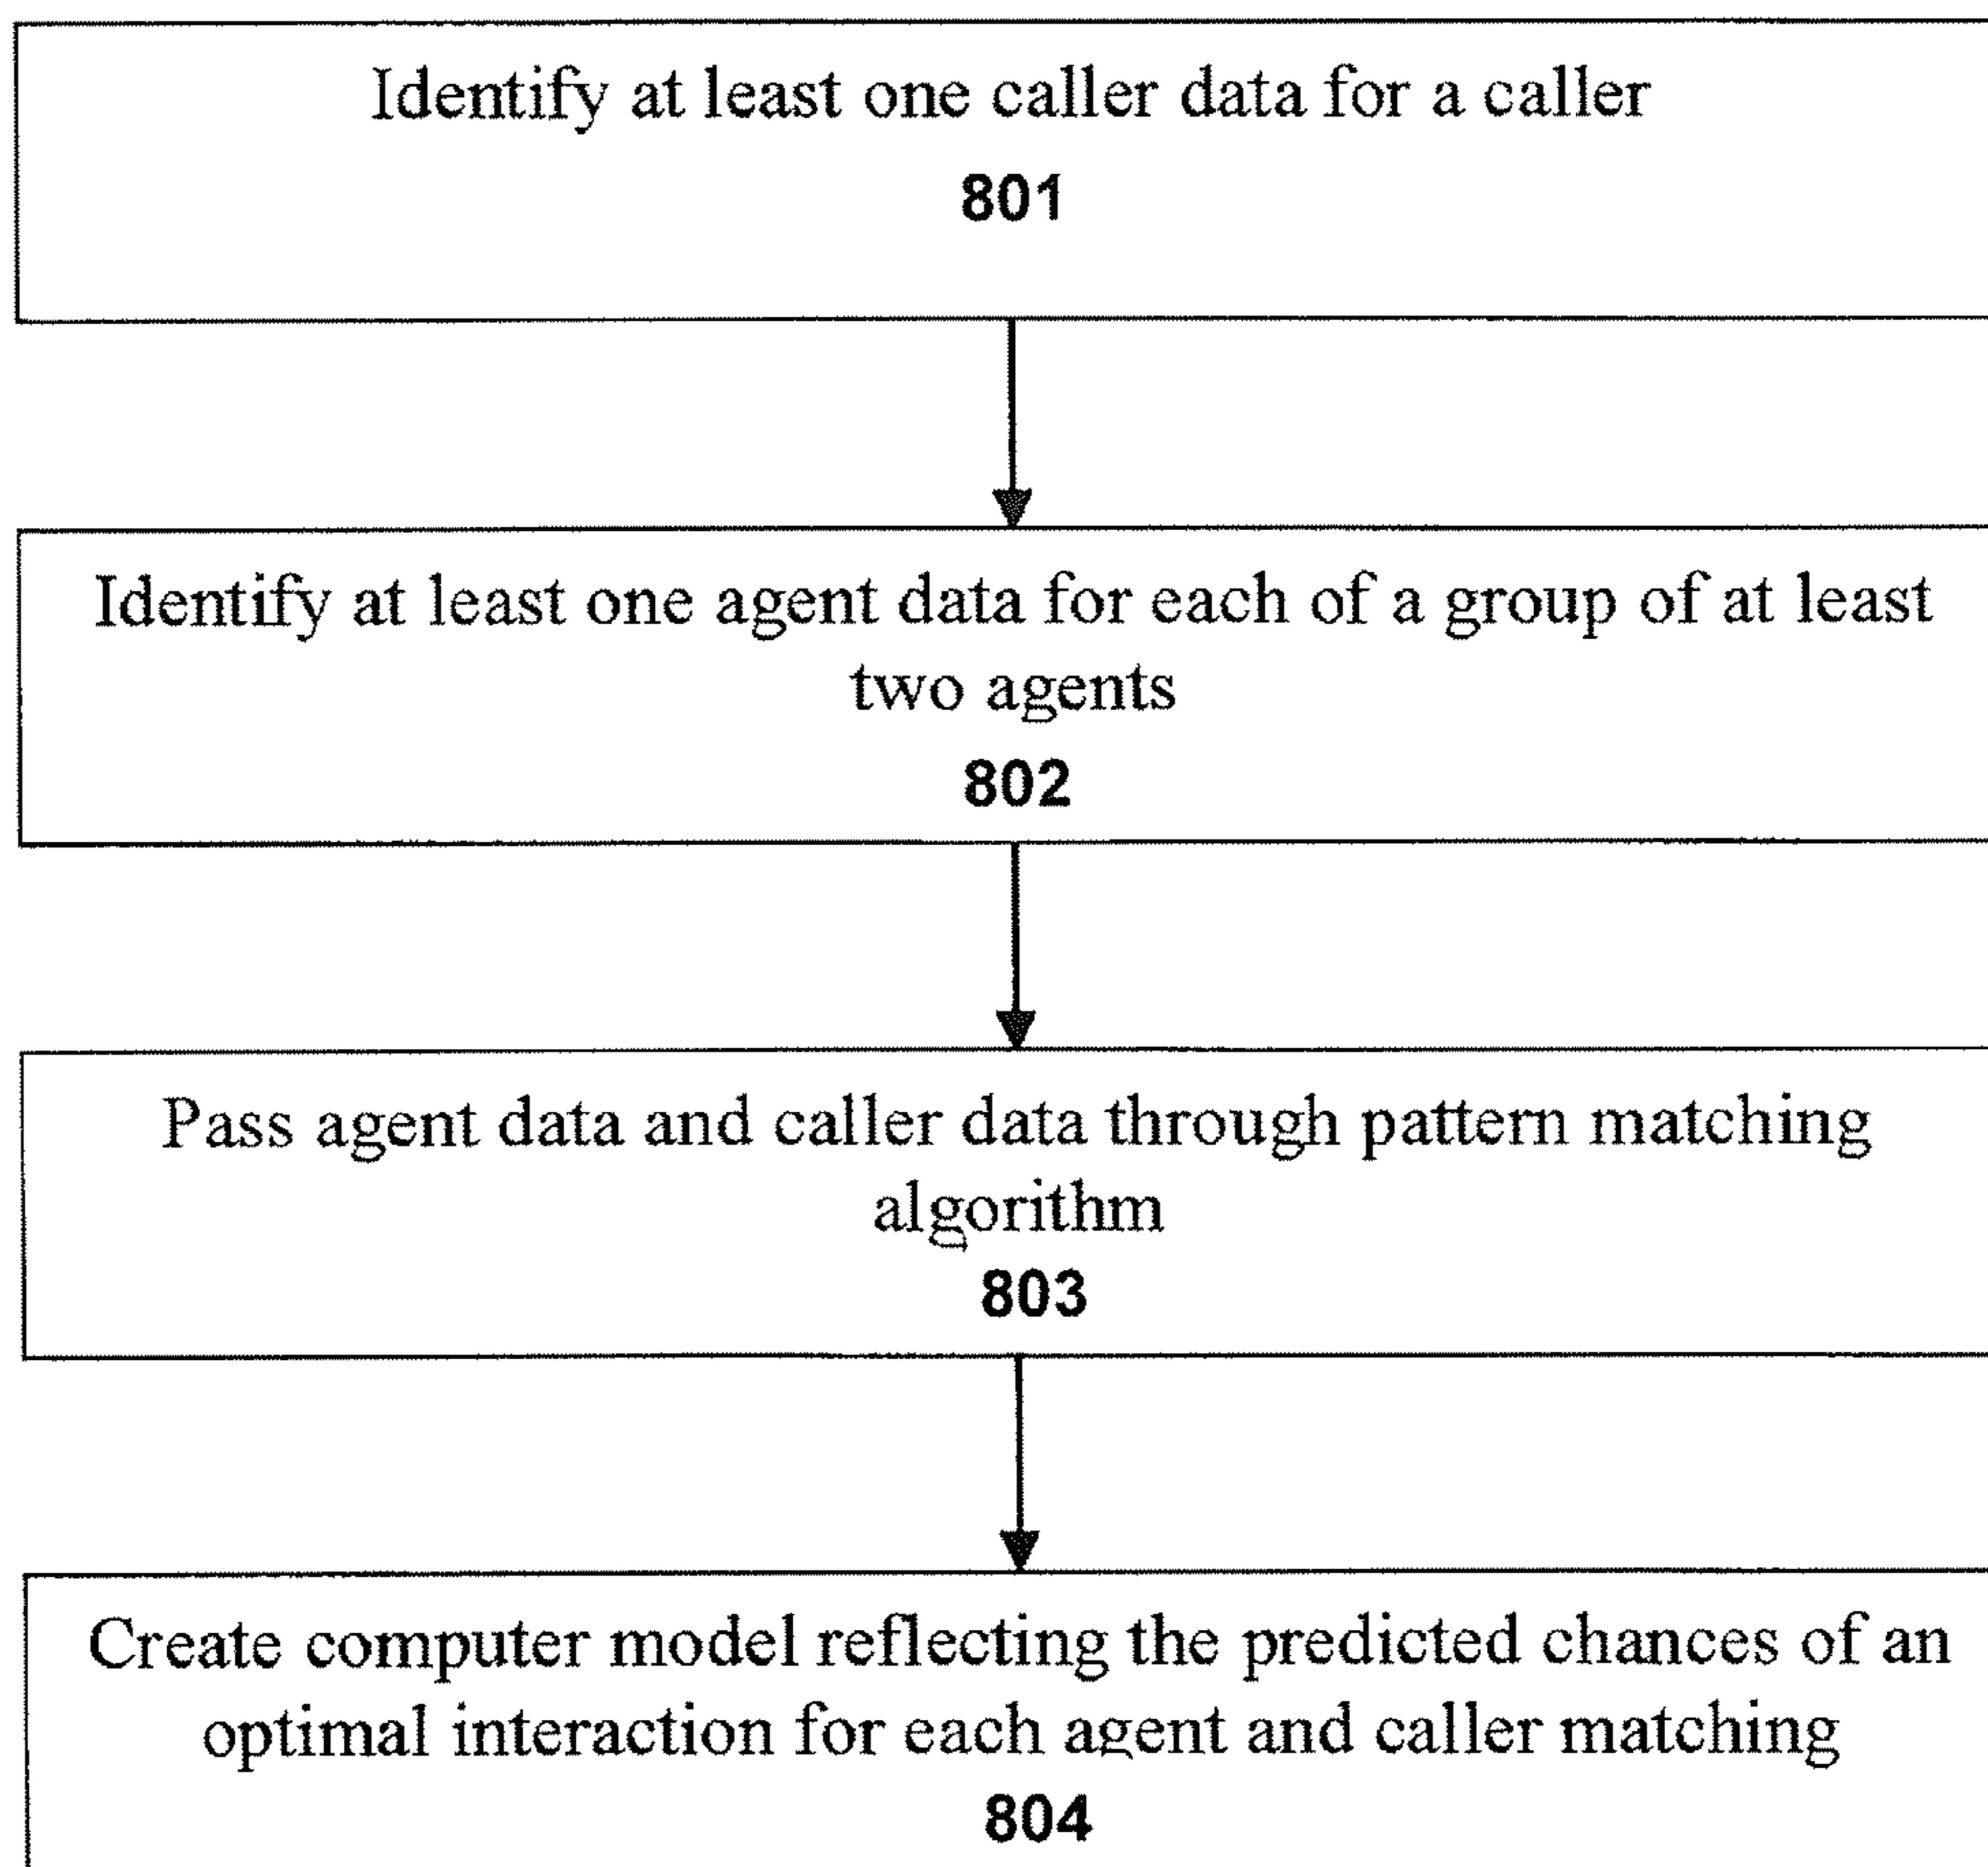 Identify at least one caller data for a caller
801
Identify at least one agent data for each of a group of at least
two agents
802
Pass agent data and caller data through pattern matching
algorithm
803
Create computer model reflecting the predicted chances of an
optimal interaction for each agent and caller matching
804